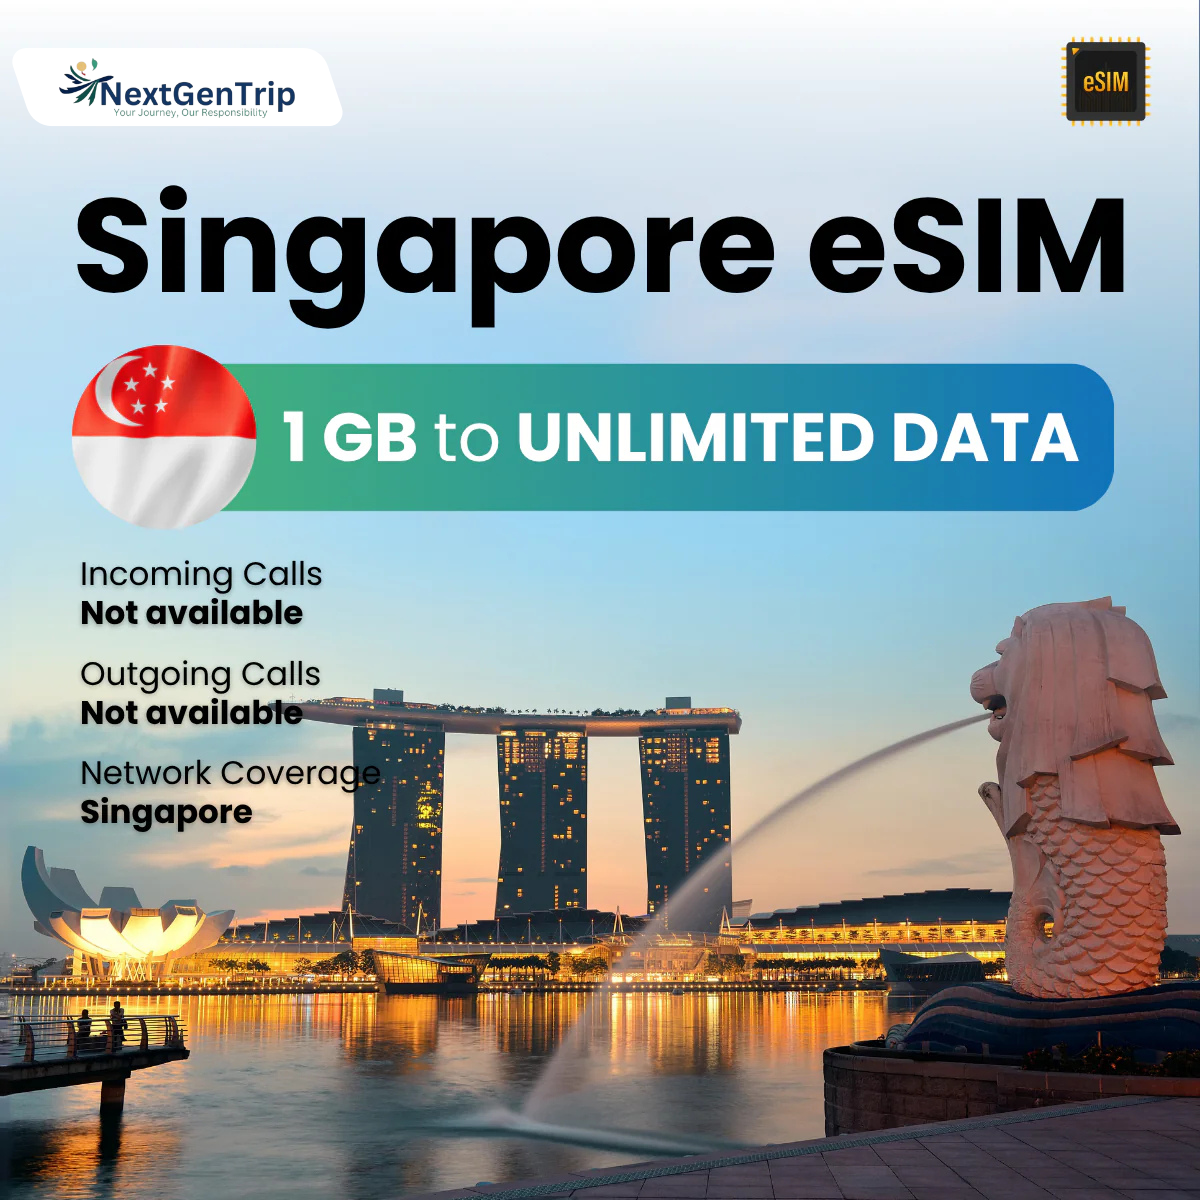 NextGenTrip
Your Journey, Our Responsibility
eSIM
Singapore eSIM
1 GB to UNLIMITED DATA
Incoming Calls
Not available
Outgoing Calls
Not available
Network Coverage
Singapore